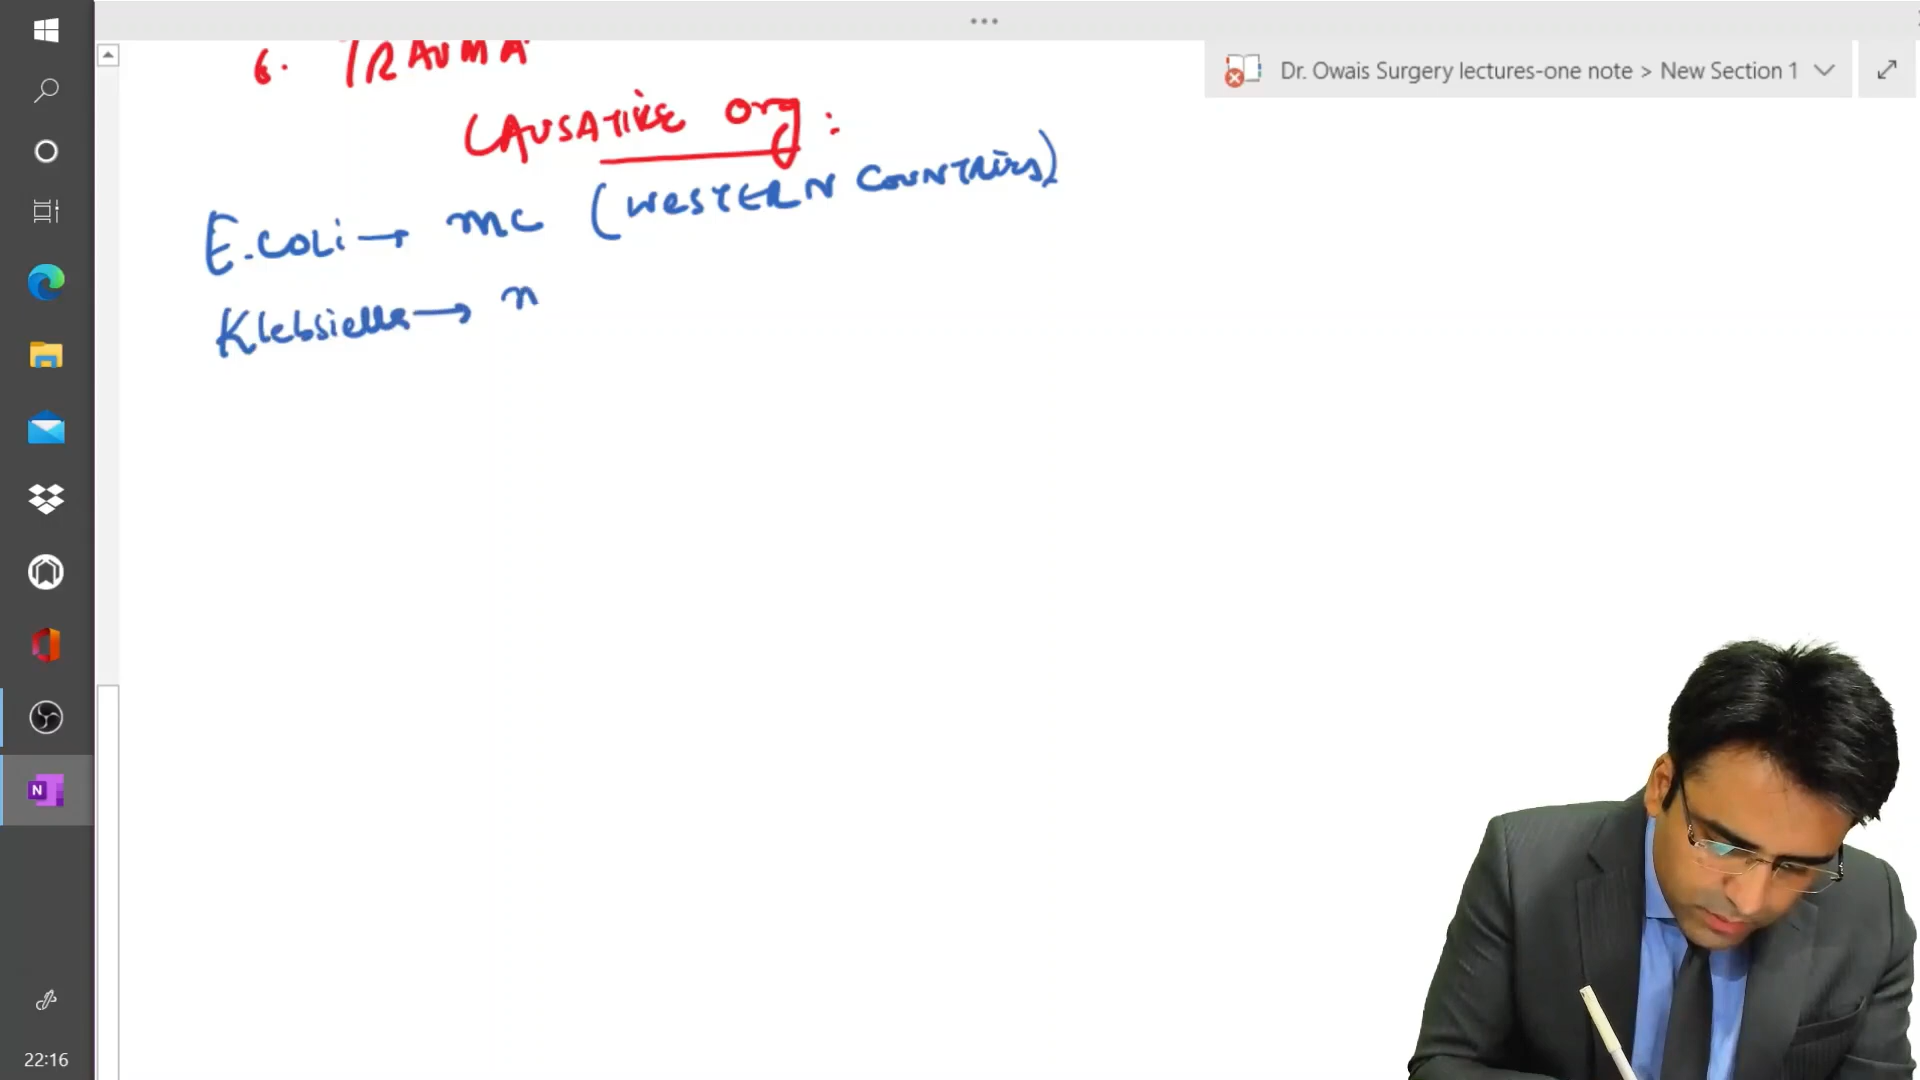 Dr. Owais Surgery lectures-one note > New Section 1
6. TRAUMA
CAUSATIVE Org:
E.COLi → MC (WESTERN COUNTRIES)
Klebsiella → M
22:16